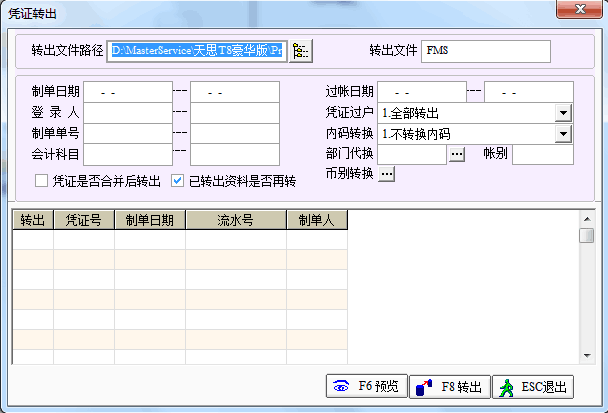 凭证转出
转出文件路径 D:\MasterService\天思T8豪华版\Pr 转出文件 FMS
制单日期 - - --- - - 过帐日期 - - --- - -
登 录 人 --- 凭证过户 1.全部转出
制单单号 --- 内码转换 1.不转换内码
会计科目 --- 部门代换 ... 帐别
凭证是否合并后转出 已转出资料是否再转 币别转换 ...
转出 凭证号 制单日期 流水号 制单人
F6 预览 F8 转出 ESC退出